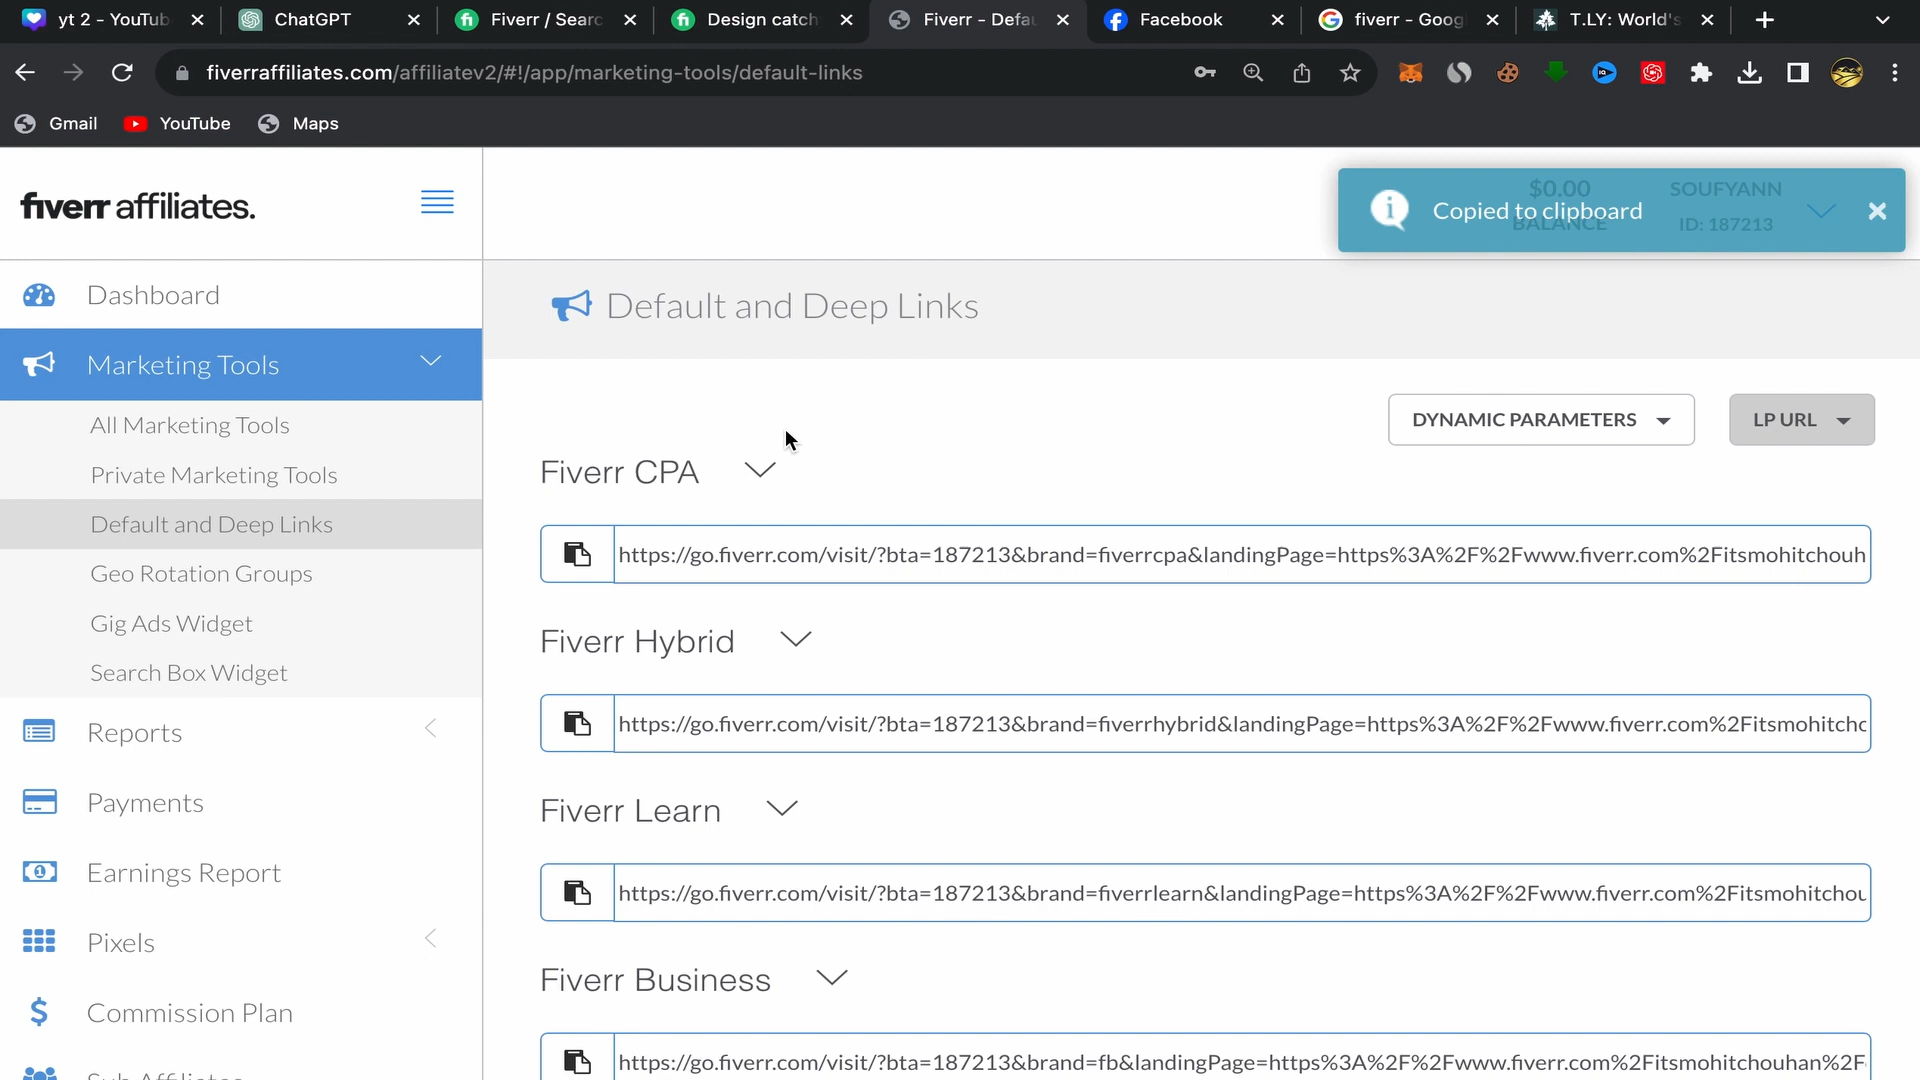 yt 2 - YouTub
ChatGPT
Fiverr / Searc
Design catch
Fiverr - Defau
Facebook
fiverr - Goog
T.LY: World's
fiverraffiliates.com/affiliatev2/#!/app/marketing-tools/default-links
Gmail
YouTube
Maps
fiverr affiliates.
$0.00
BALANCE
SOUFYANN
ID: 187213
Copied to clipboard
Dashboard
Marketing Tools
All Marketing Tools
Private Marketing Tools
Default and Deep Links
Geo Rotation Groups
Gig Ads Widget
Search Box Widget
Reports
Payments
Earnings Report
Pixels
Commission Plan
Sub Affiliates
Default and Deep Links
DYNAMIC PARAMETERS
LP URL
Fiverr CPA
https://go.fiverr.com/visit/?bta=187213&brand=fiverrcpa&landingPage=https%3A%2F%2Fwww.fiverr.com%2Fitsmohitchouh
Fiverr Hybrid
https://go.fiverr.com/visit/?bta=187213&brand=fiverrhybrid&landingPage=https%3A%2F%2Fwww.fiverr.com%2Fitsmohitchc
Fiverr Learn
https://go.fiverr.com/visit/?bta=187213&brand=fiverrlearn&landingPage=https%3A%2F%2Fwww.fiverr.com%2Fitsmohitchou
Fiverr Business
https://go.fiverr.com/visit/?bta=187213&brand=fb&landingPage=https%3A%2F%2Fwww.fiverr.com%2Fitsmohitchouhan%2F